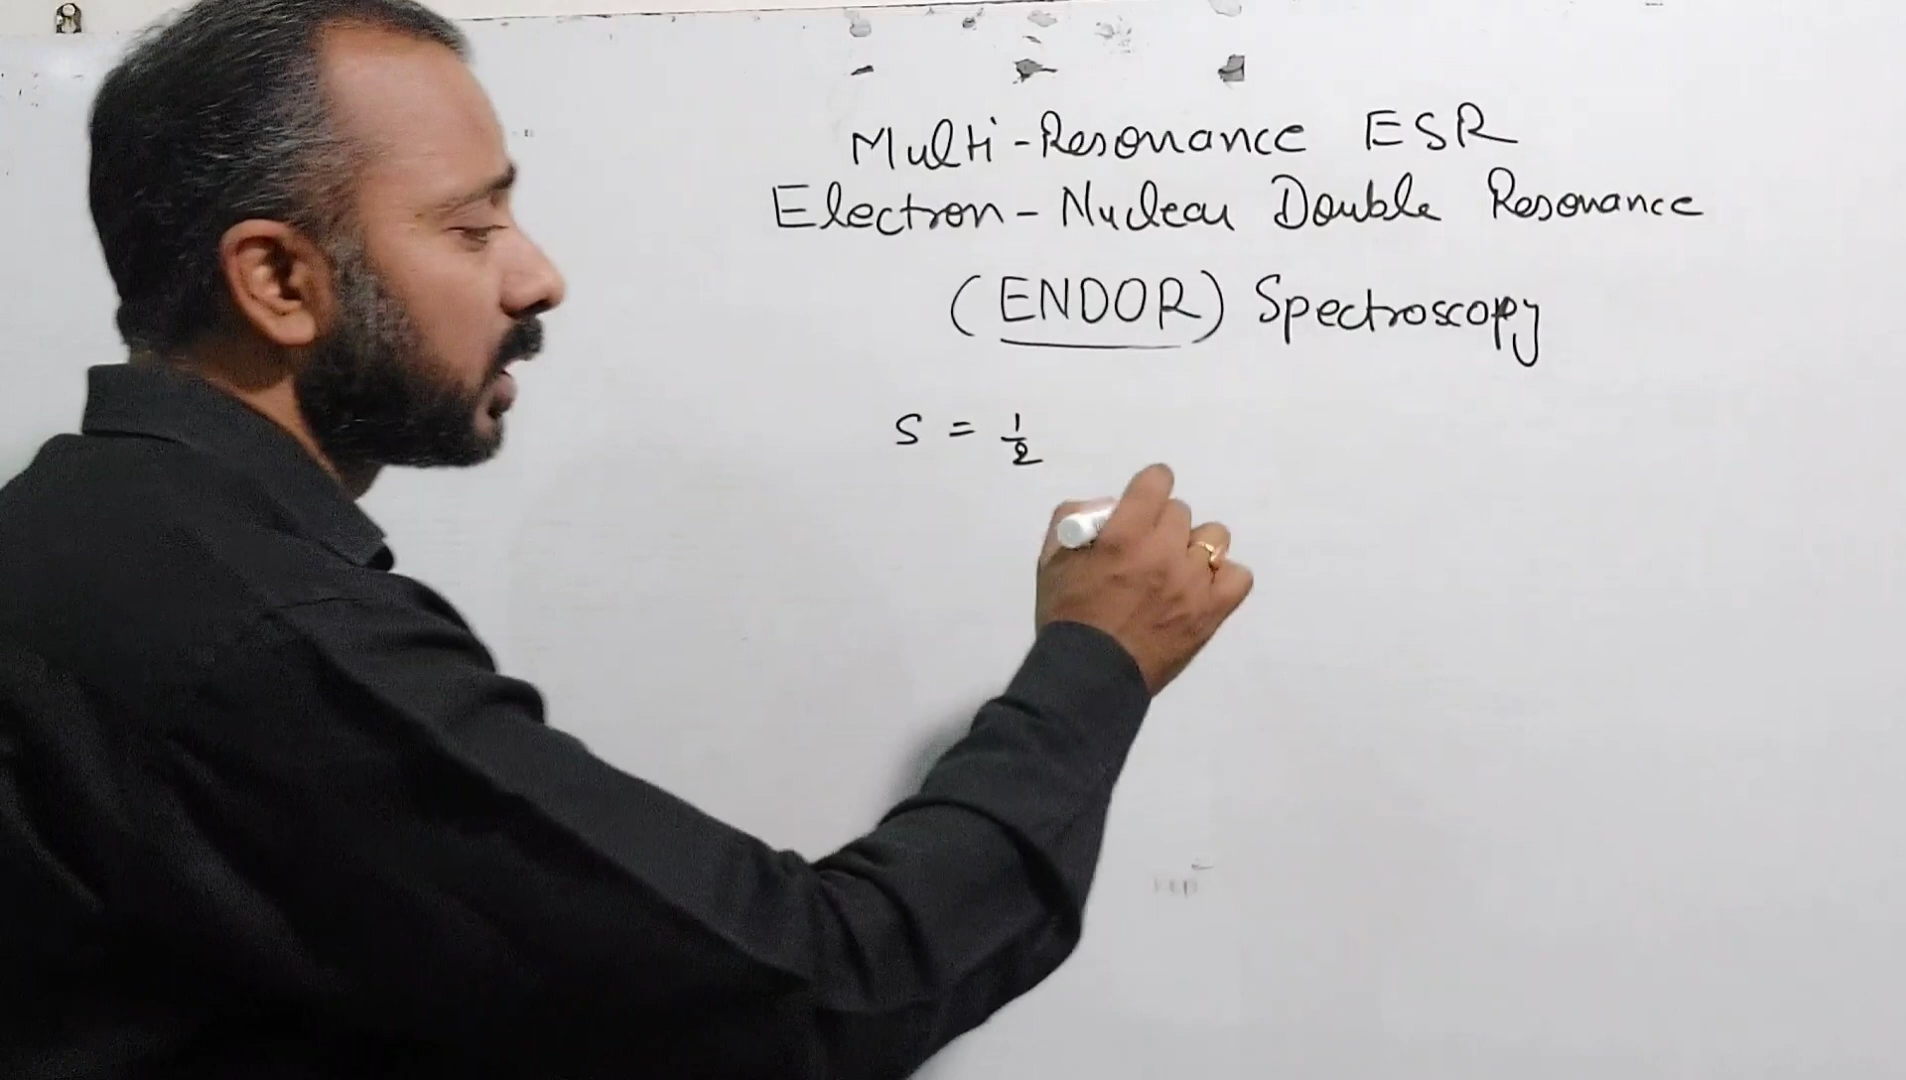 Multi-Resonance ESR
Electron-Nuclear Double Resonance
(ENDOR) Spectroscopy
S = 1/2